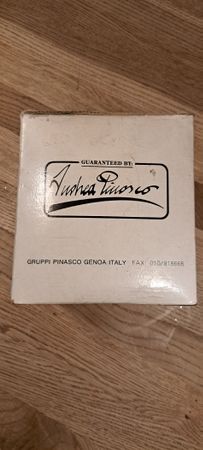 GUARANTEED BY:
Andrea Pinasco
GRUPPI PINASCO GENOA ITALY FAX 010/818668